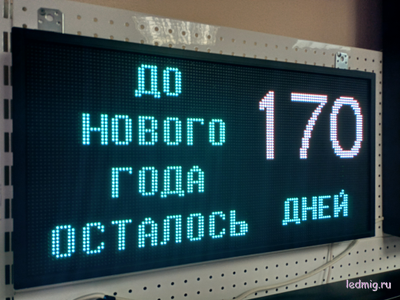 ДО
НОВОГО
ГОДА
ОСТАЛОСЬ
170
ДНЕЙ
ledmig.ru